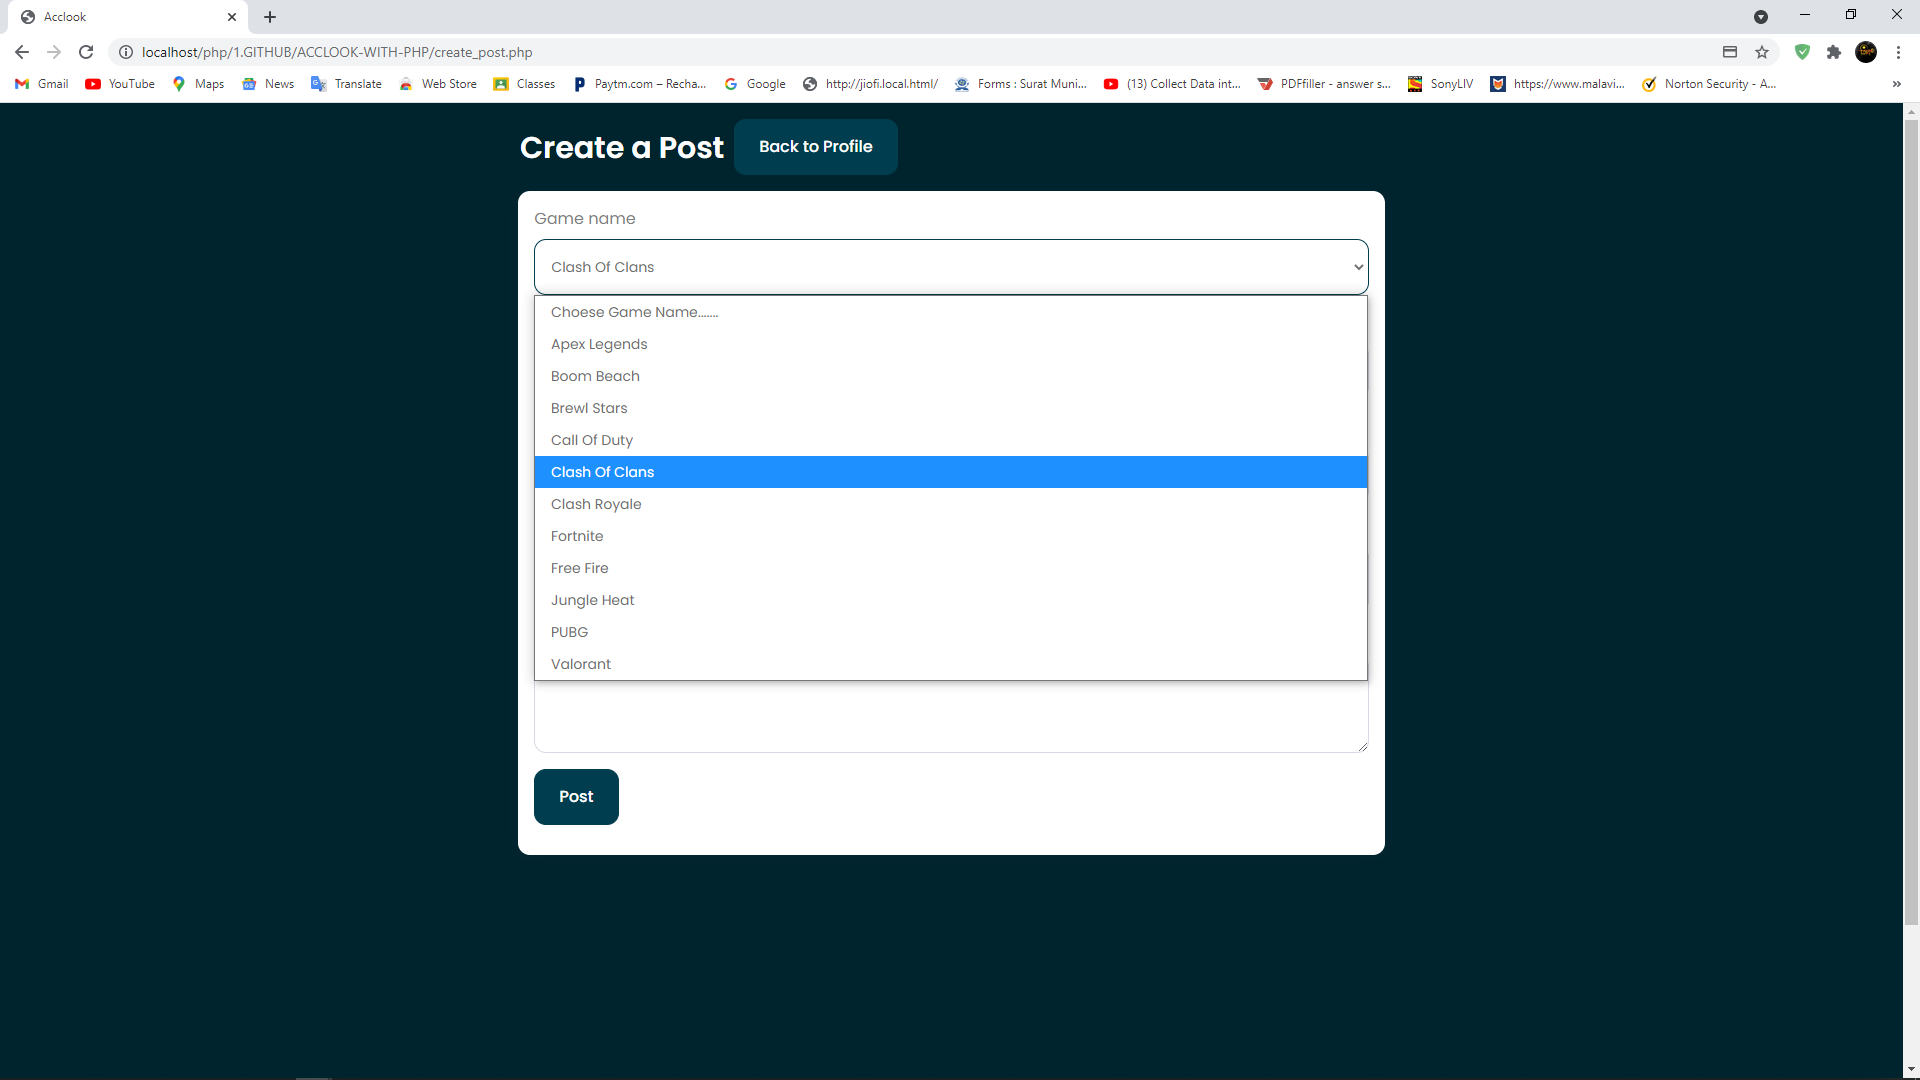 Acclook
localhost/php/1.GITHUB/ACCLOOK-WITH-PHP/create_post.php
Gmail YouTube Maps News Translate Web Store Classes Paytm.com – Recha... Google http://jiofi.local.html/ Forms : Surat Muni... (13) Collect Data int... PDFfiller - answer s... SonyLIV https://www.malavi... Norton Security - A... »
Create a Post Back to Profile
Game name
Clash Of Clans
Choese Game Name.......
Apex Legends
Boom Beach
Brewl Stars
Call Of Duty
Clash Of Clans
Clash Royale
Fortnite
Free Fire
Jungle Heat
PUBG
Valorant
Post